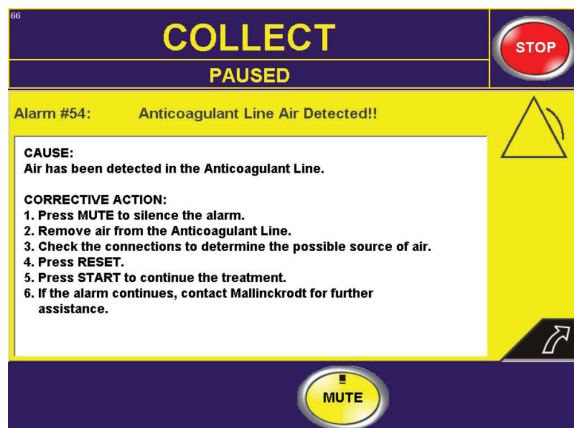 66
COLLECT
STOP
PAUSED
Alarm #54: Anticoagulant Line Air Detected!!
CAUSE:
Air has been detected in the Anticoagulant Line.
CORRECTIVE ACTION:
1. Press MUTE to silence the alarm.
2. Remove air from the Anticoagulant Line.
3. Check the connections to determine the possible source of air.
4. Press RESET.
5. Press START to continue the treatment.
6. If the alarm continues, contact Mallinckrodt for further
assistance.
MUTE